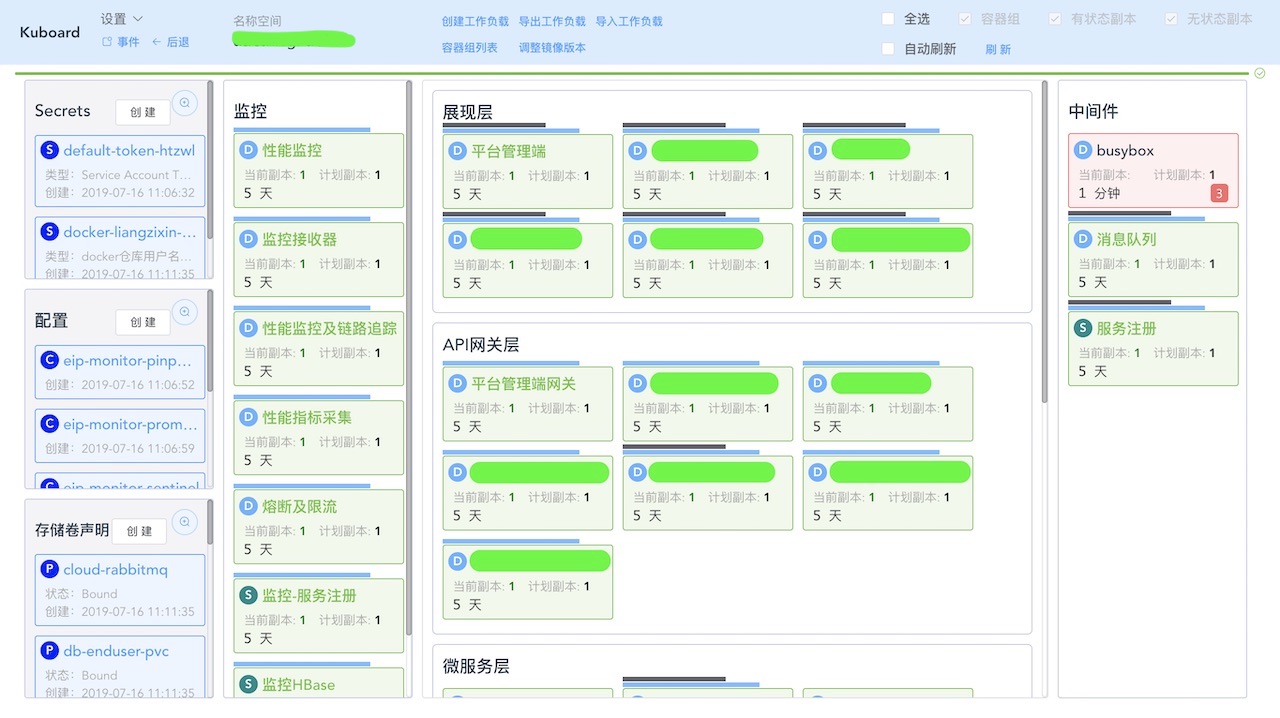 Kuboard
设置
事件 ← 后退
名称空间
创建工作负载 导出工作负载 导入工作负载
容器组列表 调整镜像版本
全选 容器组 有状态副本 无状态副本
自动刷新 刷 新
Secrets
创 建
S default-token-htzwl
类型: Service Account T...
创建: 2019-07-16 11:06:32
S docker-liangzixin-...
类型: docker仓库用户名...
创建: 2019-07-16 11:11:35
配置
创 建
C eip-monitor-pinp...
创建: 2019-07-16 11:06:52
C eip-monitor-prom...
创建: 2019-07-16 11:06:59
C eip-monitor-sentinel
存储卷声明
创 建
P cloud-rabbitmq
状态: Bound
创建: 2019-07-16 11:11:35
P db-enduser-pvc
状态: Bound
创建: 2019-07-16 11:11:35
监控
D 性能监控
当前副本: 1 计划副本: 1
5 天
D 监控接收器
当前副本: 1 计划副本: 1
5 天
D 性能监控及链路追踪
当前副本: 1 计划副本: 1
5 天
D 性能指标采集
当前副本: 1 计划副本: 1
5 天
D 熔断及限流
当前副本: 1 计划副本: 1
5 天
S 监控-服务注册
当前副本: 1 计划副本: 1
5 天
S 监控HBase
展现层
D 平台管理端 D D
当前副本: 1 计划副本: 1 当前副本: 1 计划副本: 1 当前副本: 1 计划副本: 1
5 天 5 天 5 天
D D D
当前副本: 1 计划副本: 1 当前副本: 1 计划副本: 1 当前副本: 1 计划副本: 1
5 天 5 天 5 天
API网关层
D 平台管理端网关 D D
当前副本: 1 计划副本: 1 当前副本: 1 计划副本: 1 当前副本: 1 计划副本: 1
5 天 5 天 5 天
D D D
当前副本: 1 计划副本: 1 当前副本: 1 计划副本: 1 当前副本: 1 计划副本: 1
5 天 5 天 5 天
D
当前副本: 1 计划副本: 1
5 天
微服务层
中间件
D busybox
当前副本: 计划副本: 1
1 分钟 3
D 消息队列
当前副本: 1 计划副本: 1
5 天
S 服务注册
当前副本: 1 计划副本: 1
5 天